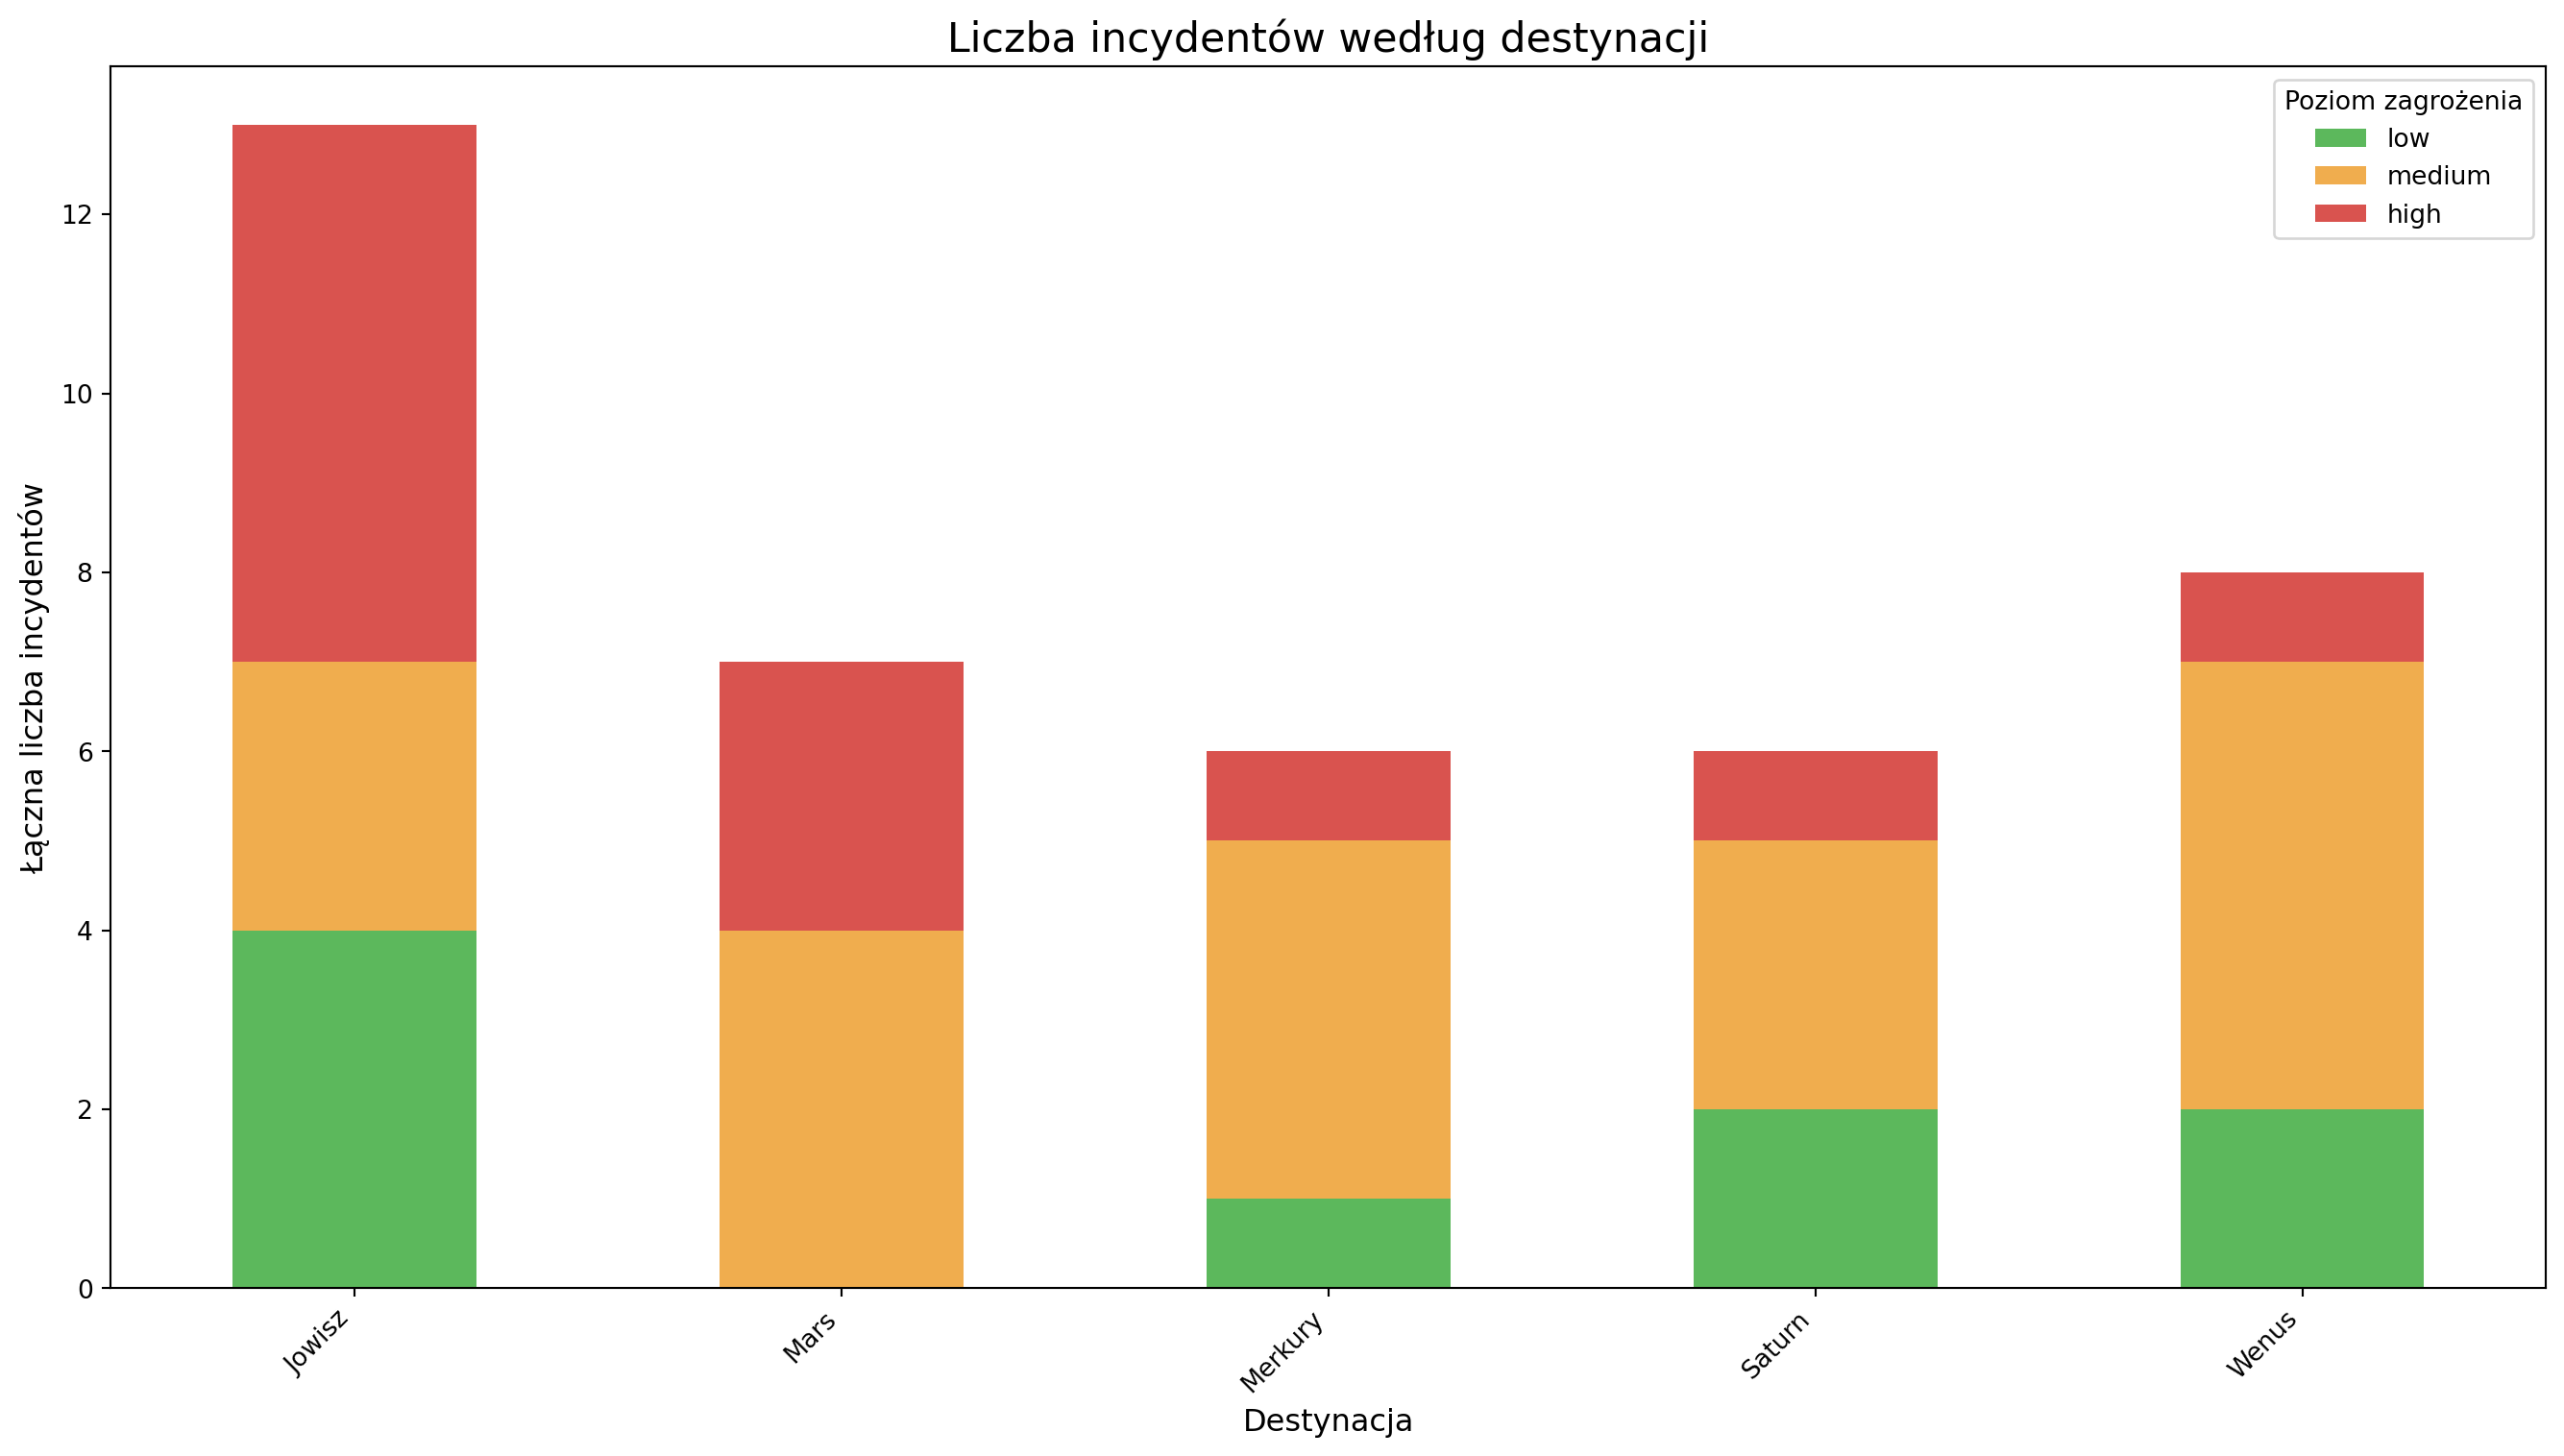 Liczba incydentów według destynacji
Poziom zagrożenia
low
medium
high
Łączna liczba incydentów
12
10
8
6
4
2
0
Jowisz
Mars
Merkury
Saturn
Wenus
Destynacja